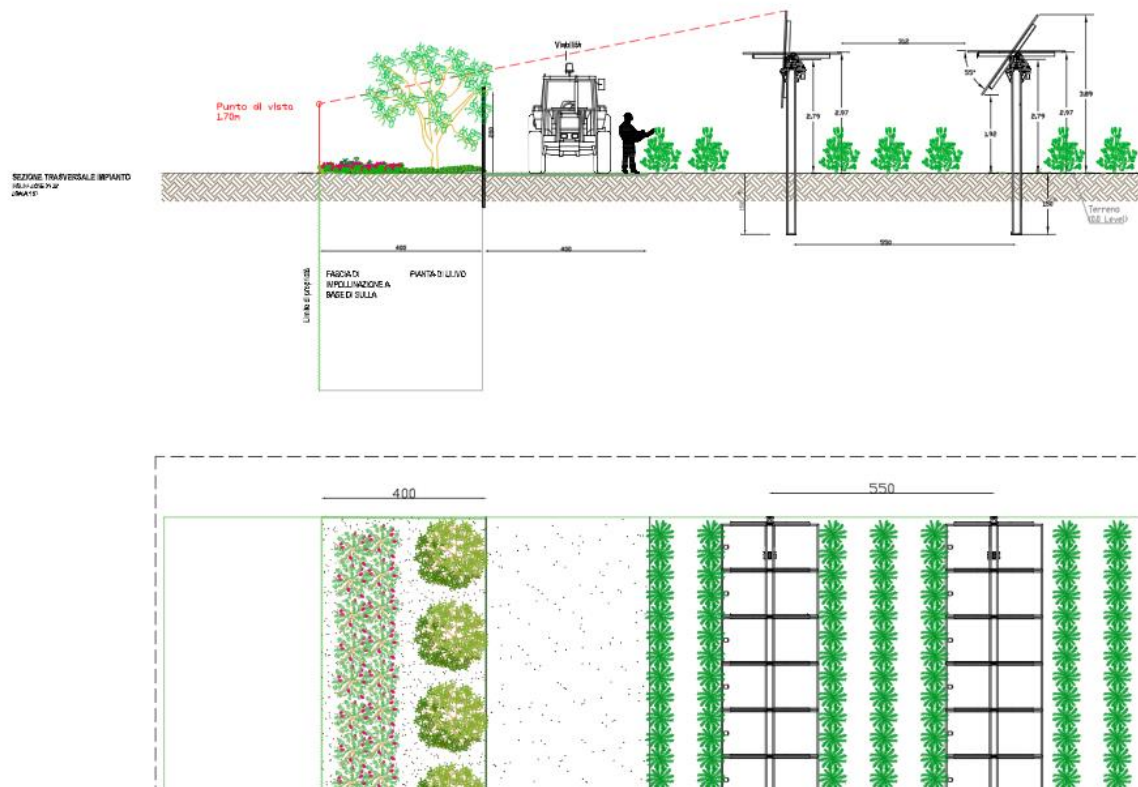 Viabilità
Punto di vista
1.70m
SEZIONE TRASVERSALE IMPIANTO
55°
2.79
2.97
2.79
2.97
3.89
Terreno
(00 Level)
400
400
550
Limite di proprietà
FASCIA DI
IMPOLLINAZIONE A
BASE DI SULLA
PIANTA DI ULIVO
400
550